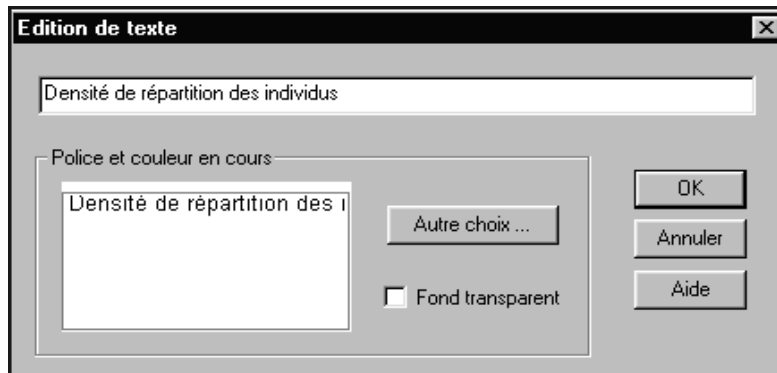 Edition de texte
Densité de répartition des individus
Police et couleur en cours
Densité de répartition des i
Autre choix ...
Fond transparent
OK
Annuler
Aide